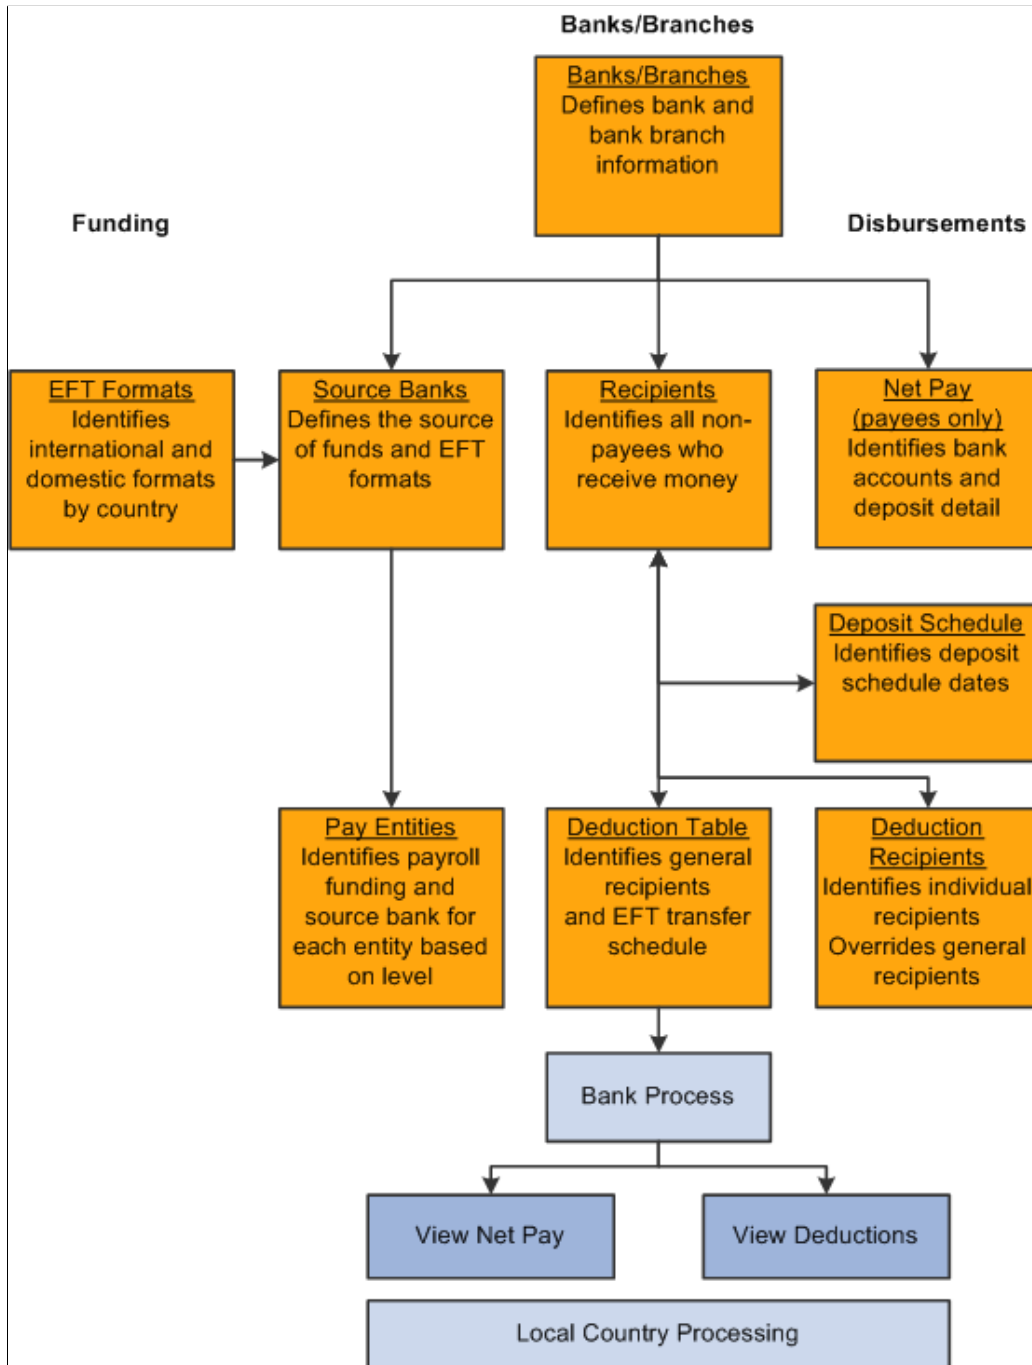 Banks/Branches
Banks/Branches
Defines bank and
bank branch
information
Funding
Disbursements
EFT Formats
Identifies
international and
domestic formats
by country
Source Banks
Defines the source
of funds and EFT
formats
Recipients
Identifies all non-
payees who
receive money
Net Pay
(payees only)
Identifies bank
accounts and
deposit detail
Deposit Schedule
Identifies deposit
schedule dates
Pay Entities
Identifies payroll
funding and
source bank for
each entity based
on level
Deduction Table
Identifies general
recipients
and EFT transfer
schedule
Deduction
Recipients
Identifies individual
recipients
Overrides general
recipients
Bank Process
View Net Pay
View Deductions
Local Country Processing